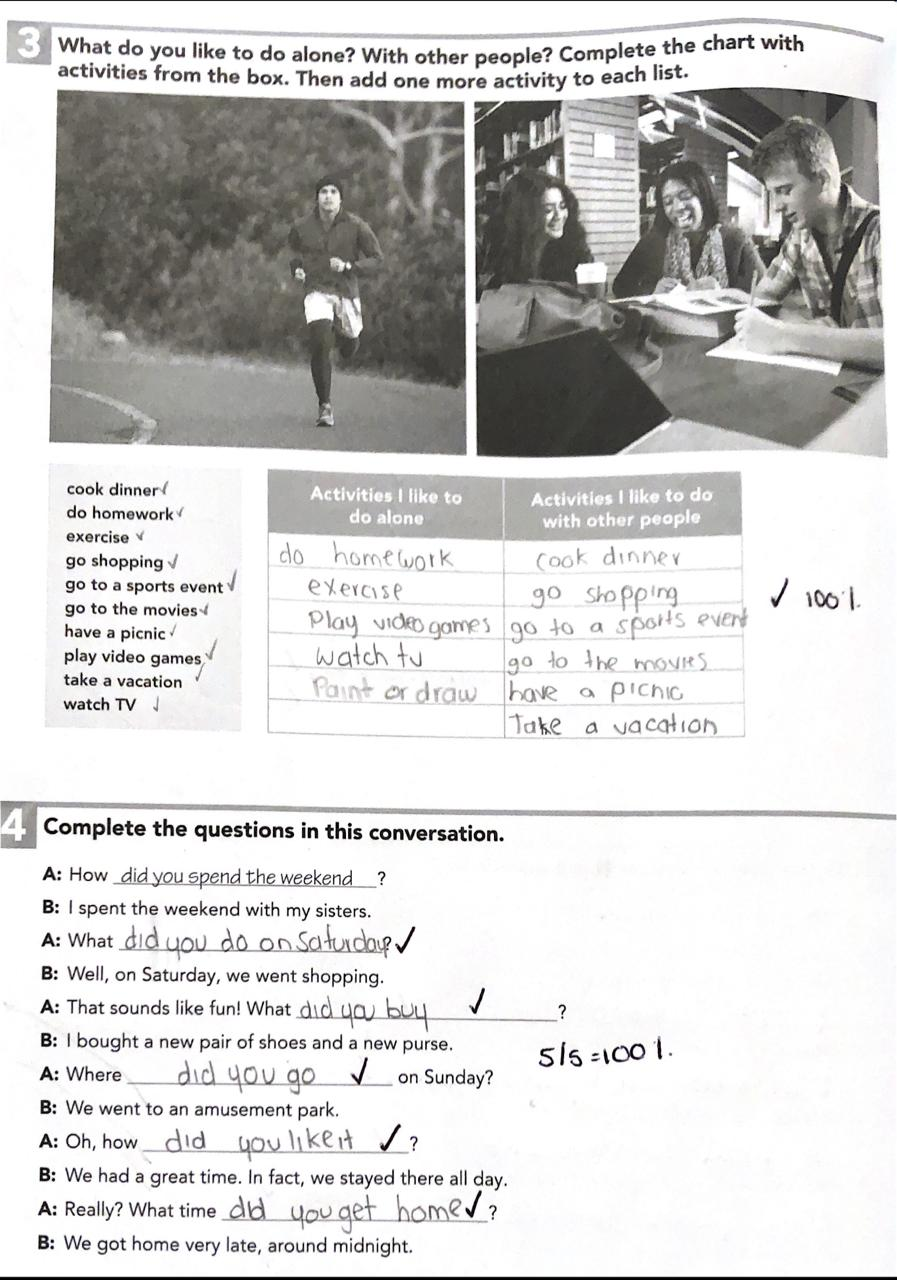 3 What do you like to do alone? With other people? Complete the chart with
activities from the box. Then add one more activity to each list.
cook dinner ✓
do homework ✓
exercise ✓
go shopping ✓
go to a sports event ✓
go to the movies ✓
have a picnic ✓
play video games ✓
take a vacation ✓
watch TV ✓
Activities I like to
do alone
do homework
exercise
Play video games
watch tv
Paint or draw
Activities I like to do
with other people
cook dinner
go shopping
go to a sports event
go to the movies
have a picnic
Take a vacation
✓ 100%
4 Complete the questions in this conversation.
A: How did you spend the weekend ?
B: I spent the weekend with my sisters.
A: What did you do on Saturday? ✓
B: Well, on Saturday, we went shopping.
A: That sounds like fun! What did you buy ✓ ?
B: I bought a new pair of shoes and a new purse.
5/5 = 100%
A: Where did you go ✓ on Sunday?
B: We went to an amusement park.
A: Oh, how did you like it ✓ ?
B: We had a great time. In fact, we stayed there all day.
A: Really? What time did you get home ✓ ?
B: We got home very late, around midnight.